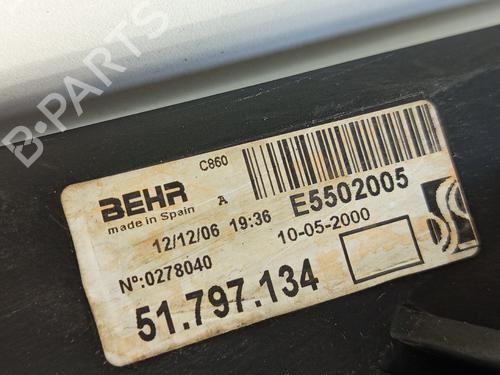 B-PARTS
C860
BEHR
made in Spain A
E5502005
12/12/06 19:36
10-05-2000
Nº:0278040
51.797.134